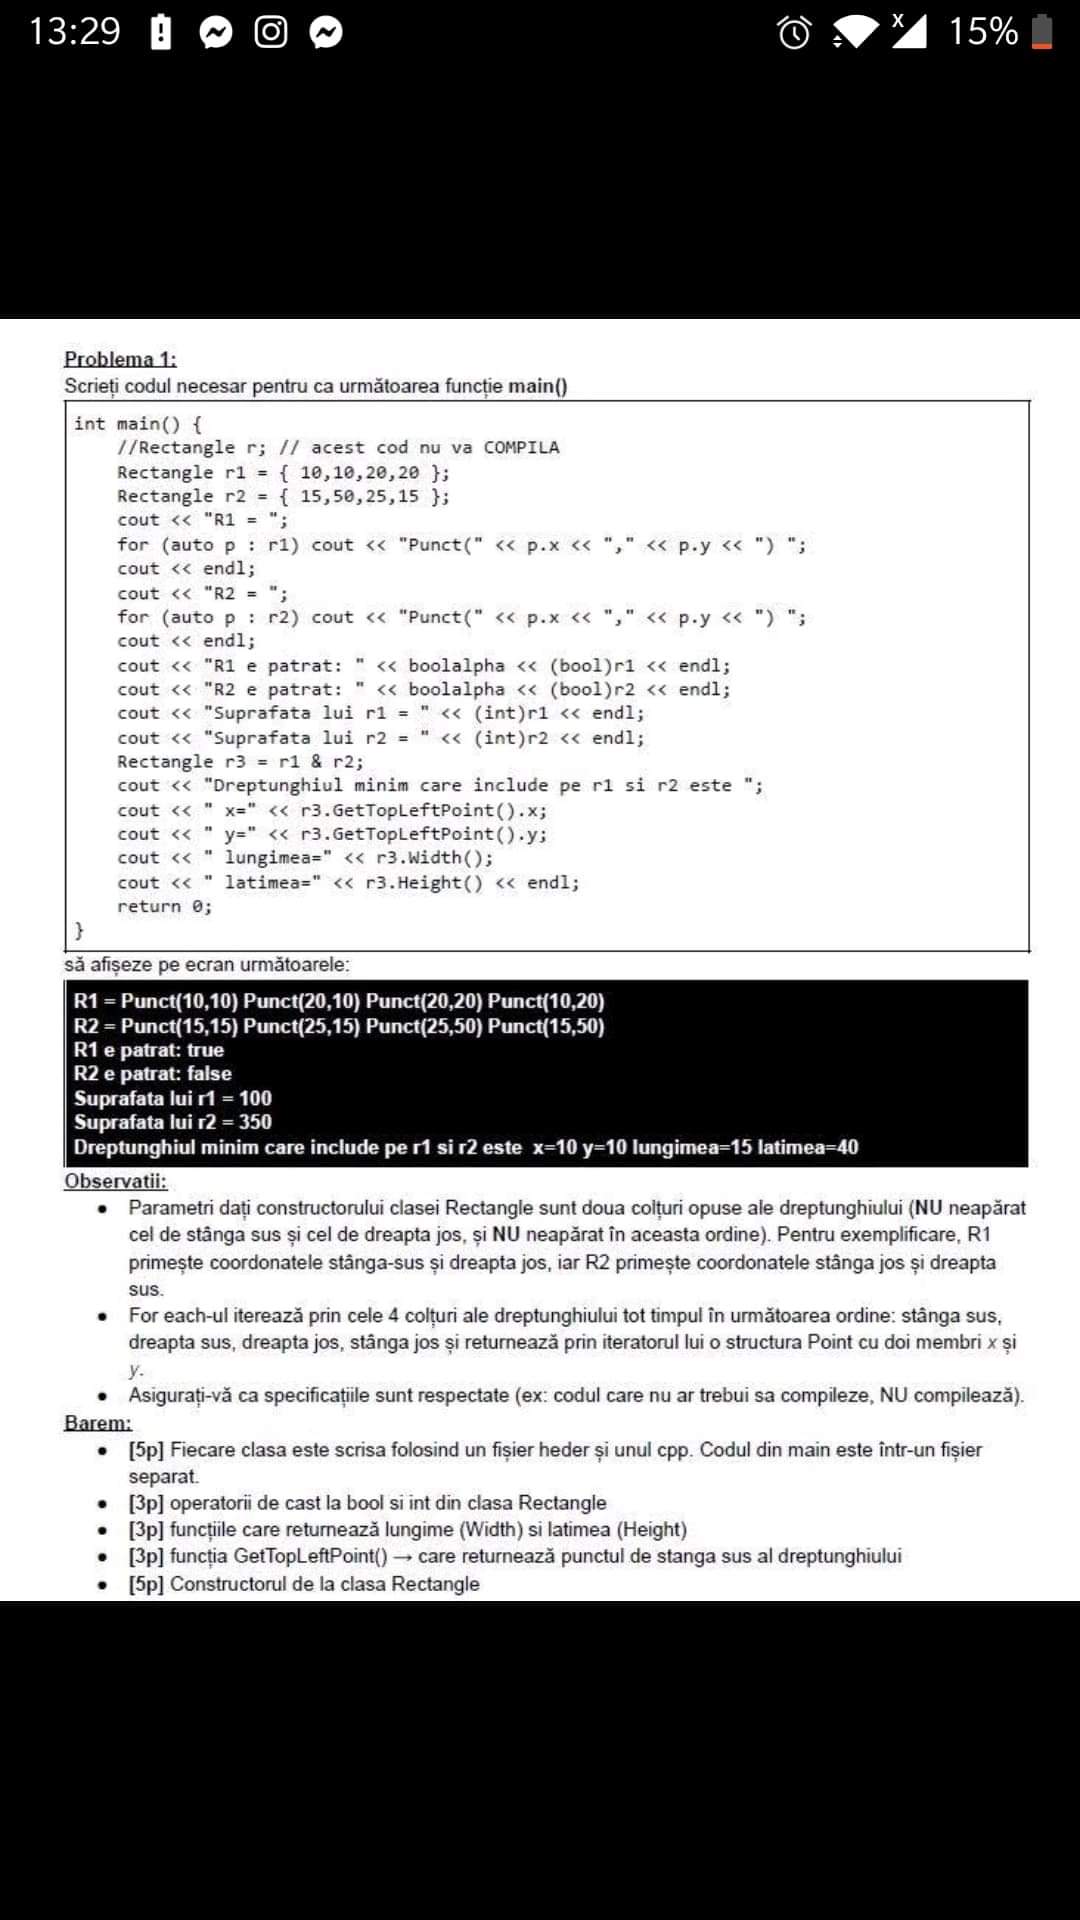 13:29
X
15%
Problema 1:
Scrieți codul necesar pentru ca următoarea funcție main()
int main() {
//Rectangle r; // acest cod nu va COMPILA
Rectangle r1 = { 10,10,20,20 };
Rectangle r2 = { 15,50,25,15 };
cout << "R1 = ";
for (auto p : r1) cout << "Punct(" << p.x << "," << p.y << ") ";
cout << endl;
cout << "R2 = ";
for (auto p : r2) cout << "Punct(" << p.x << "," << p.y << ") ";
cout << endl;
cout << "R1 e patrat: " << boolalpha << (bool)r1 << endl;
cout << "R2 e patrat: " << boolalpha << (bool)r2 << endl;
cout << "Suprafata lui r1 = " << (int)r1 << endl;
cout << "Suprafata lui r2 = " << (int)r2 << endl;
Rectangle r3 = r1 & r2;
cout << "Dreptunghiul minim care include pe r1 si r2 este ";
cout << " x=" << r3.GetTopLeftPoint().x;
cout << " y=" << r3.GetTopLeftPoint().y;
cout << " lungimea=" << r3.Width();
cout << " latimea=" << r3.Height() << endl;
return 0;
}
să afișeze pe ecran următoarele:
R1 = Punct(10,10) Punct(20,10) Punct(20,20) Punct(10,20)
R2 = Punct(15,15) Punct(25,15) Punct(25,50) Punct(15,50)
R1 e patrat: true
R2 e patrat: false
Suprafata lui r1 = 100
Suprafata lui r2 = 350
Dreptunghiul minim care include pe r1 si r2 este  x=10 y=10 lungimea=15 latimea=40
Observatii:
• Parametri dați constructorului clasei Rectangle sunt doua colțuri opuse ale dreptunghiului (NU neapărat
cel de stânga sus și cel de dreapta jos, și NU neapărat în aceasta ordine). Pentru exemplificare, R1
primește coordonatele stânga-sus și dreapta jos, iar R2 primește coordonatele stânga jos și dreapta
sus.
• For each-ul iterează prin cele 4 colțuri ale dreptunghiului tot timpul în următoarea ordine: stânga sus,
dreapta sus, dreapta jos, stânga jos și returnează prin iteratorul lui o structura Point cu doi membri x și
y.
• Asigurați-vă ca specificațiile sunt respectate (ex: codul care nu ar trebui sa compileze, NU compilează).
Barem:
• [5p] Fiecare clasa este scrisa folosind un fișier heder și unul cpp. Codul din main este într-un fișier
separat.
• [3p] operatorii de cast la bool si int din clasa Rectangle
• [3p] funcțiile care returnează lungime (Width) si latimea (Height)
• [3p] funcția GetTopLeftPoint() → care returnează punctul de stanga sus al dreptunghiului
• [5p] Constructorul de la clasa Rectangle